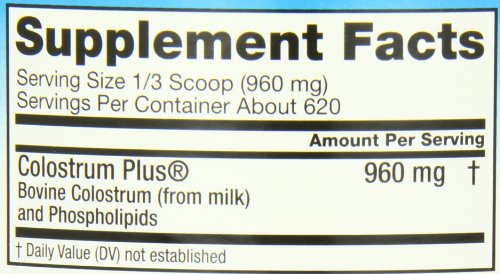 Supplement Facts
Serving Size 1/3 Scoop (960 mg)
Servings Per Container About 620
Amount Per Serving
Colostrum Plus® 960 mg †
Bovine Colostrum (from milk)
and Phospholipids
† Daily Value (DV) not established